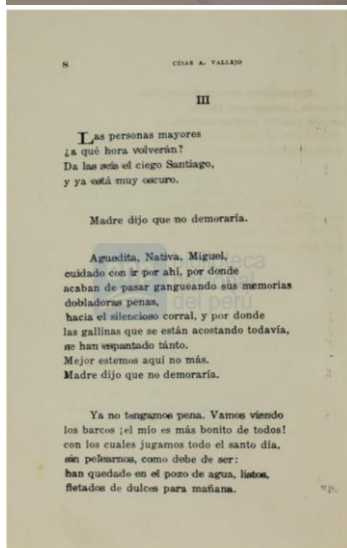 8
CÉSAR A. VALLEJO
III
Las personas mayores
¿a qué hora volverán?
Da las seis el ciego Santiago,
y ya está muy oscuro.
Madre dijo que no demoraría.
Aguedita, Nativa, Miguel,
cuidado con ir por ahí, por donde
acaban de pasar gangueando sus memorias
dobladoras penas,
hacia el silencioso corral, y por donde
las gallinas que se están acostando todavía,
se han espantado tánto.
Mejor estemos aquí no más.
Madre dijo que no demoraría.
Ya no tengamos pena. Vamos viendo
los barcos ¡el mío es más bonito de todos!
con los cuales jugamos todo el santo día,
sin pelearnos, como debe de ser:
han quedado en el pozo de agua, listos,
fletados de dulces para mañana.
del perú